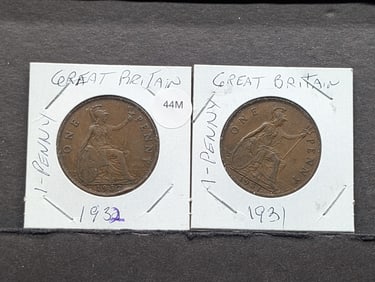 GREAT BRITAIN
44M
1-PENNY
ONE PENNY
1932
GREAT BRITAIN
1-PENNY
ONE PENNY
1931